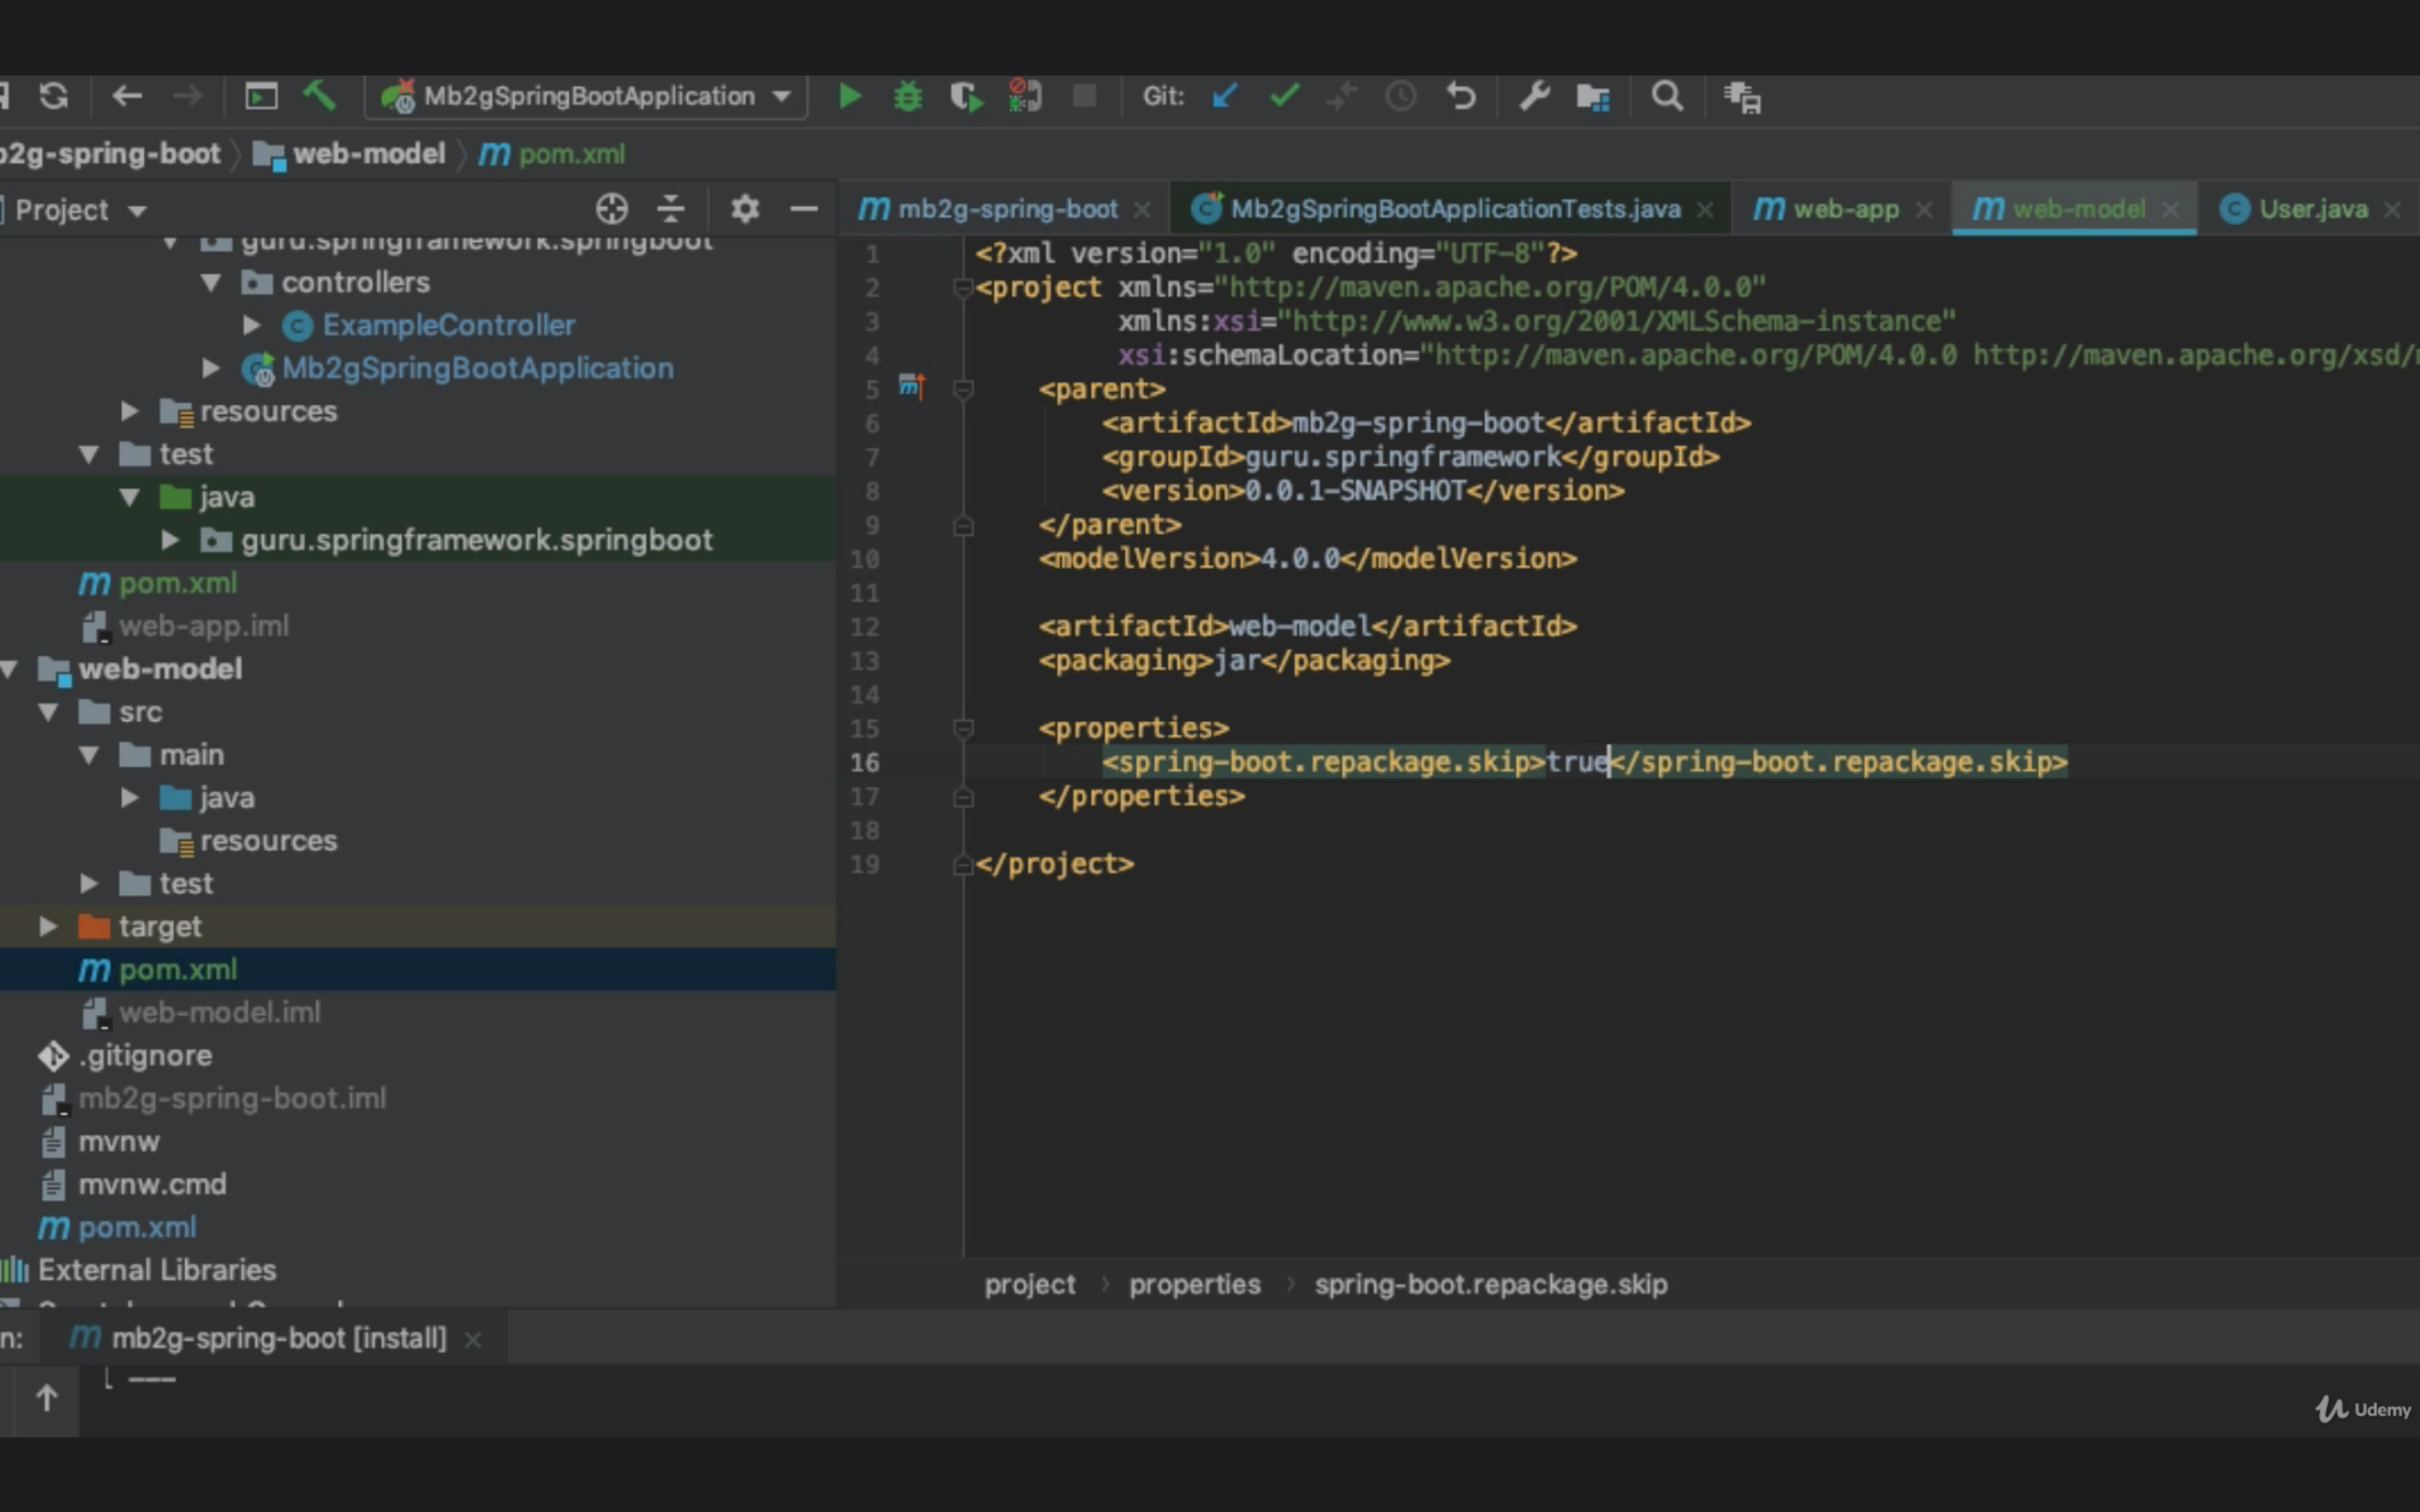 Mb2gSpringBootApplication
Git:
b2g-spring-boot
web-model
pom.xml
Project
mb2g-spring-boot
Mb2gSpringBootApplicationTests.java
web-app
web-model
User.java
guru.springframework.springboot
controllers
ExampleController
Mb2gSpringBootApplication
resources
test
java
guru.springframework.springboot
pom.xml
web-app.iml
web-model
src
main
java
resources
test
target
pom.xml
web-model.iml
.gitignore
mb2g-spring-boot.iml
mvnw
mvnw.cmd
pom.xml
External Libraries
1 <?xml version="1.0" encoding="UTF-8"?>
2 <project xmlns="http://maven.apache.org/POM/4.0.0"
3 xmlns:xsi="http://www.w3.org/2001/XMLSchema-instance"
4 xsi:schemaLocation="http://maven.apache.org/POM/4.0.0 http://maven.apache.org/xsd/
5 <parent>
6 <artifactId>mb2g-spring-boot</artifactId>
7 <groupId>guru.springframework</groupId>
8 <version>0.0.1-SNAPSHOT</version>
9 </parent>
10 <modelVersion>4.0.0</modelVersion>
11
12 <artifactId>web-model</artifactId>
13 <packaging>jar</packaging>
14
15 <properties>
16 <spring-boot.repackage.skip>true</spring-boot.repackage.skip>
17 </properties>
18
19 </project>
project
properties
spring-boot.repackage.skip
n:
mb2g-spring-boot [install]
Udemy